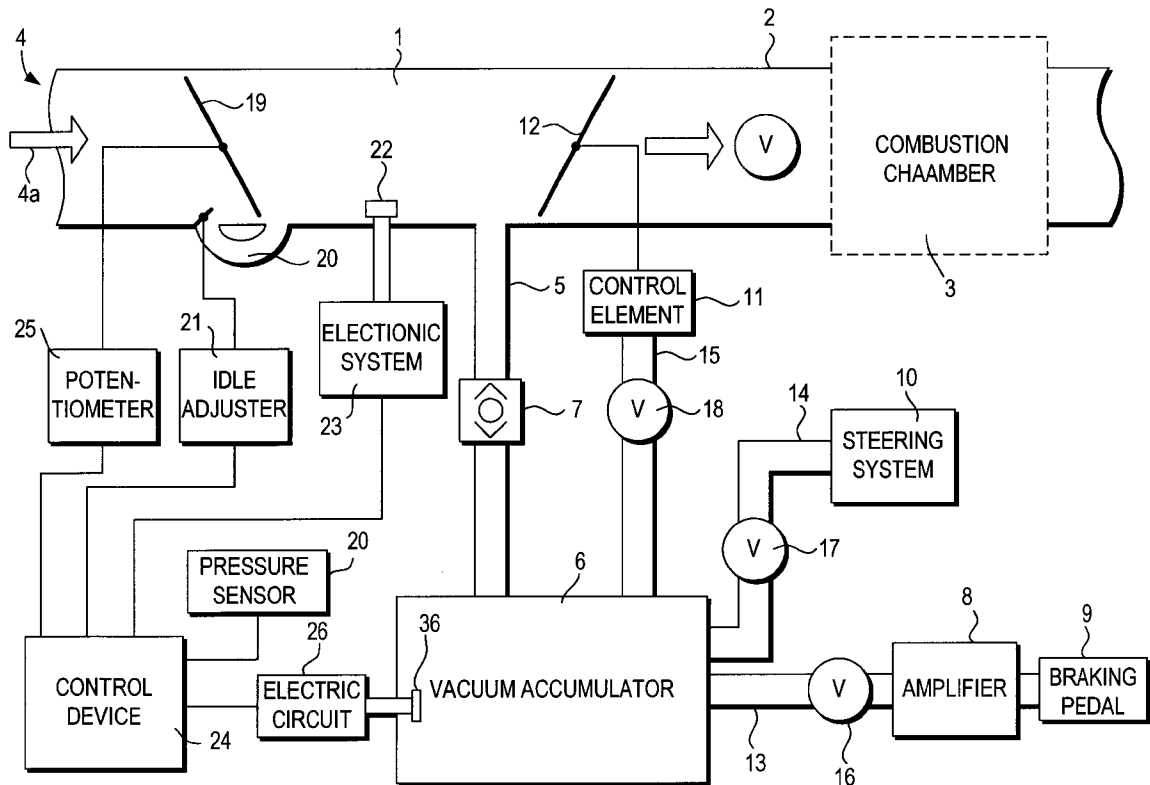 4
1
2
19
12
V
COMBUSTION
CHAAMBER
4a
22
20
3
5
CONTROL
ELEMENT
11
25
21
ELECTIONIC
SYSTEM
23
15
POTEN-
TIOMETER
IDLE
ADJUSTER
7
V
18
14
10
STEERING
SYSTEM
V
17
20
PRESSURE
SENSOR
6
36
8
9
26
CONTROL
DEVICE
24
ELECTRIC
CIRCUIT
VACUUM ACCUMULATOR
V
AMPLIFIER
BRAKING
PEDAL
13
16